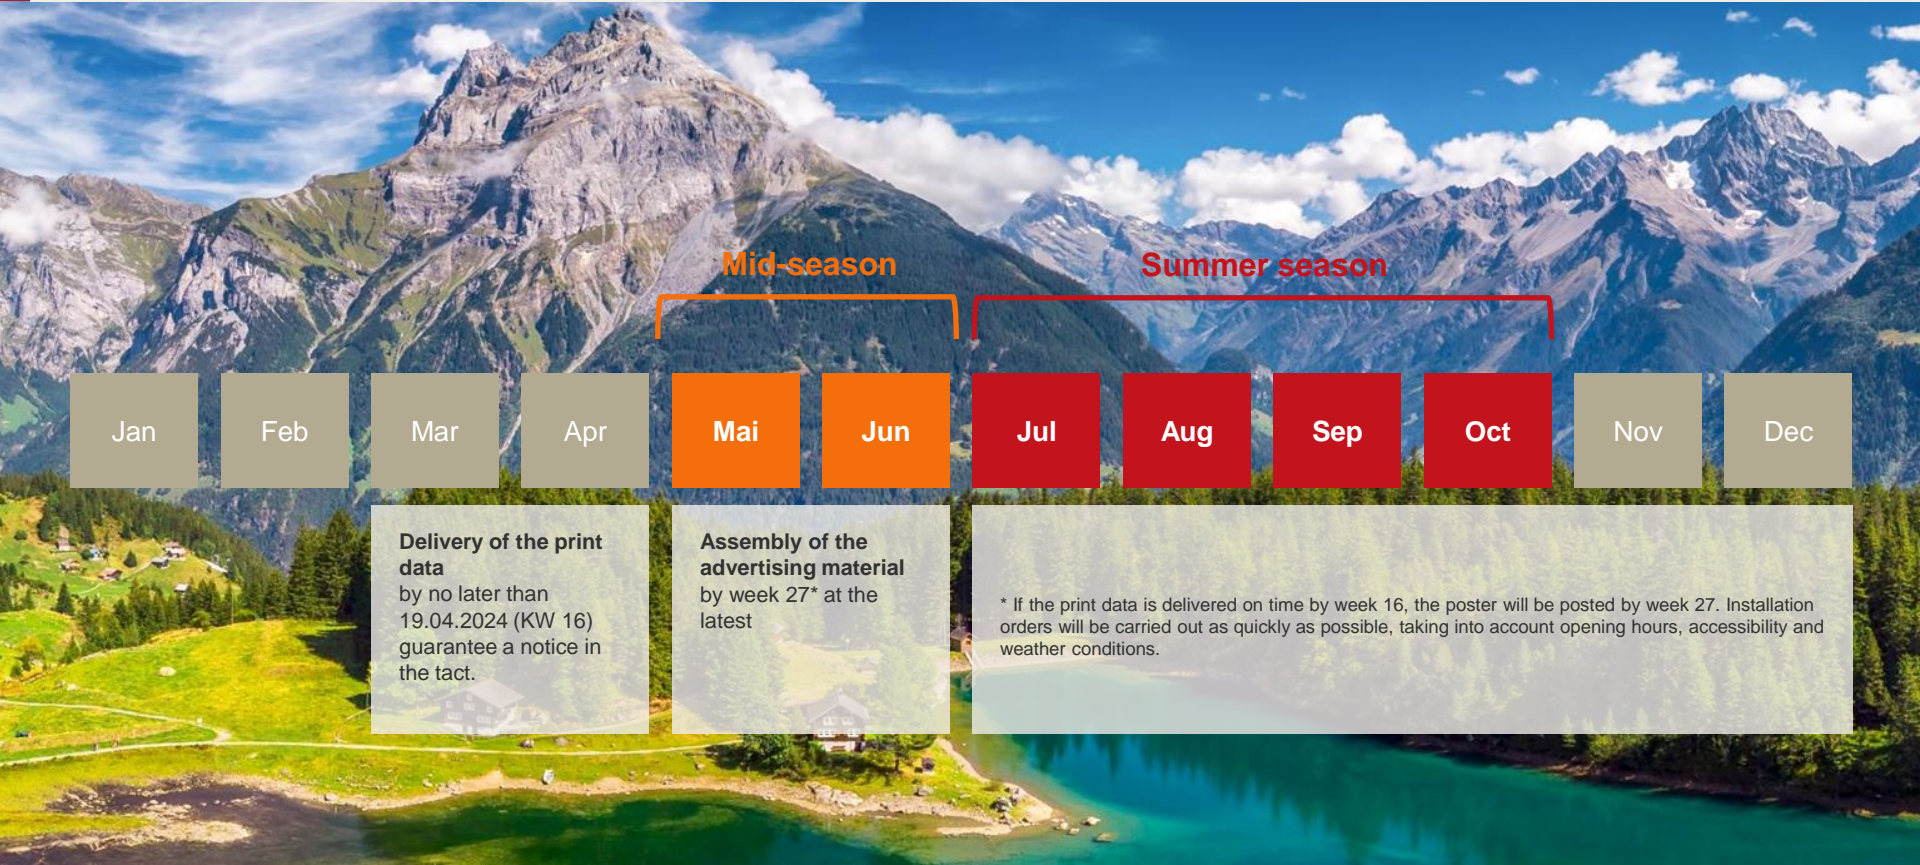 Mid-season
Summer season
Jan
Feb
Mar
Apr
Mai
Jun
Jul
Aug
Sep
Oct
Nov
Dec
Delivery of the print
data
by no later than
19.04.2024 (KW 16)
guarantee a notice in
the tact.
Assembly of the
advertising material
by week 27* at the
latest
* If the print data is delivered on time by week 16, the poster will be posted by week 27. Installation
orders will be carried out as quickly as possible, taking into account opening hours, accessibility and
weather conditions.